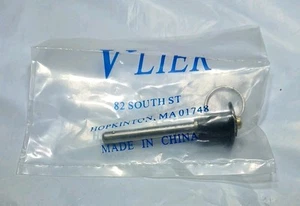 VLIER
82 SOUTH ST
HOPKINTON, MA 01748
MADE IN CHINA